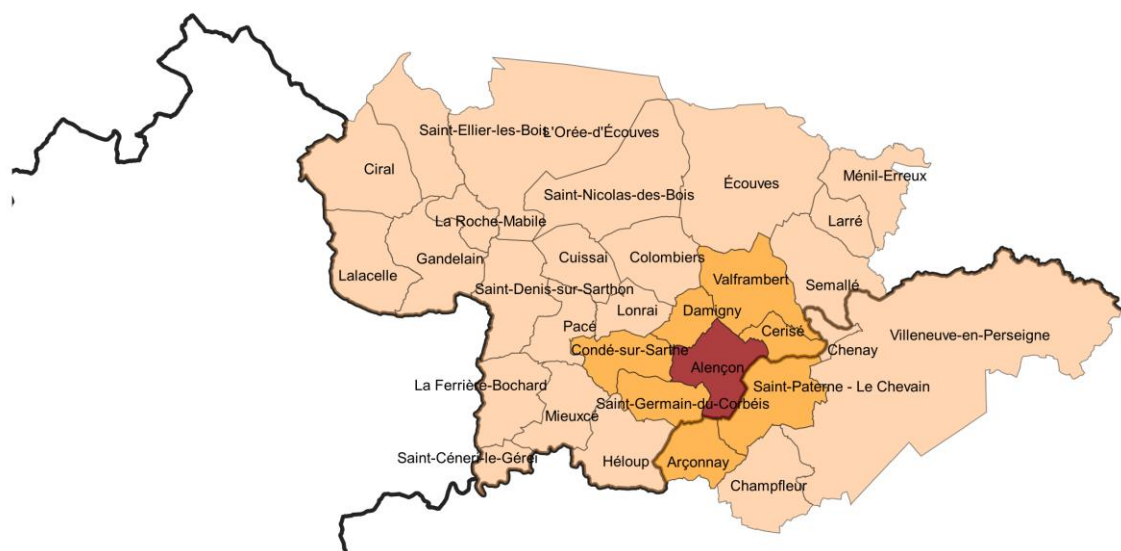 Saint-Ellier-les-Bois
L'Orée-d'Écouves
Ciral
Saint-Nicolas-des-Bois
Écouves
Ménil-Erreux
La Roche-Mabile
Larré
Lalacelle
Gandelain
Cuissai
Colombiers
Valframbert
Semallé
Saint-Denis-sur-Sarthon
Lonrai
Damigny
Pacé
Cerisé
Villeneuve-en-Perseigne
Condé-sur-Sarthe
Chenay
Alençon
La Ferrière-Bochard
Saint-Paterne - Le Chevain
Saint-Germain-du-Corbéis
Mieuxcé
Saint-Céneri-le-Gérei
Héloup
Arçonnay
Champfleur